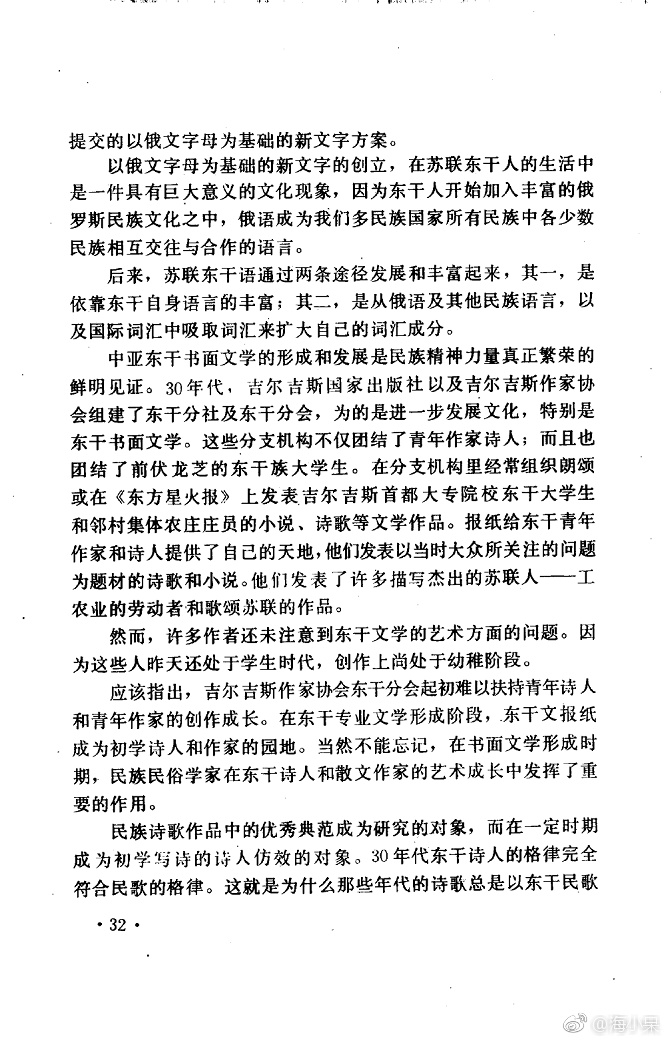 提交的以俄文字母为基础的新文字方案。
以俄文字母为基础的新文字的创立，在苏联东干人的生活中
是一件具有巨大意义的文化现象，因为东干人开始加入丰富的俄
罗斯民族文化之中，俄语成为我们多民族国家所有民族中各少数
民族相互交往与合作的语言。
后来，苏联东干语通过两条途径发展和丰富起来，其一，是
依靠东干自身语言的丰富；其二，是从俄语及其他民族语言，以
及国际词汇中吸取词汇来扩大自己的词汇成分。
中亚东干书面文学的形成和发展是民族精神力量真正繁荣的
鲜明见证。30年代，吉尔吉斯国家出版社以及吉尔吉斯作家协
会组建了东干分社及东干分会，为的是进一步发展文化，特别是
东干书面文学。这些分支机构不仅团结了青年作家诗人；而且也
团结了前伏龙芝的东干族大学生。在分支机构里经常组织朗颂
或在《东方星火报》上发表吉尔吉斯首都大专院校东干大学生
和邻村集体农庄庄员的小说、诗歌等文学作品。报纸给东干青年
作家和诗人提供了自己的天地，他们发表以当时大众所关注的问题
为题材的诗歌和小说。他们发表了许多描写杰出的苏联人——工
农业的劳动者和歌颂苏联的作品。
然而，许多作者还未注意到东干文学的艺术方面的问题。因
为这些人昨天还处于学生时代，创作上尚处于幼稚阶段。
应该指出，吉尔吉斯作家协会东干分会起初难以扶持青年诗人
和青年作家的创作成长。在东干专业文学形成阶段，东干文报纸
成为初学诗人和作家的园地。当然不能忘记，在书面文学形成时
期，民族民俗学家在东干诗人和散文作家的艺术成长中发挥了重
要的作用。
民族诗歌作品中的优秀典范成为研究的对象，而在一定时期
成为初学写诗的诗人仿效的对象。30年代东干诗人的格律完全
符合民歌的格律。这就是为什么那些年代的诗歌总是以东干民歌
·32·
@海小呆